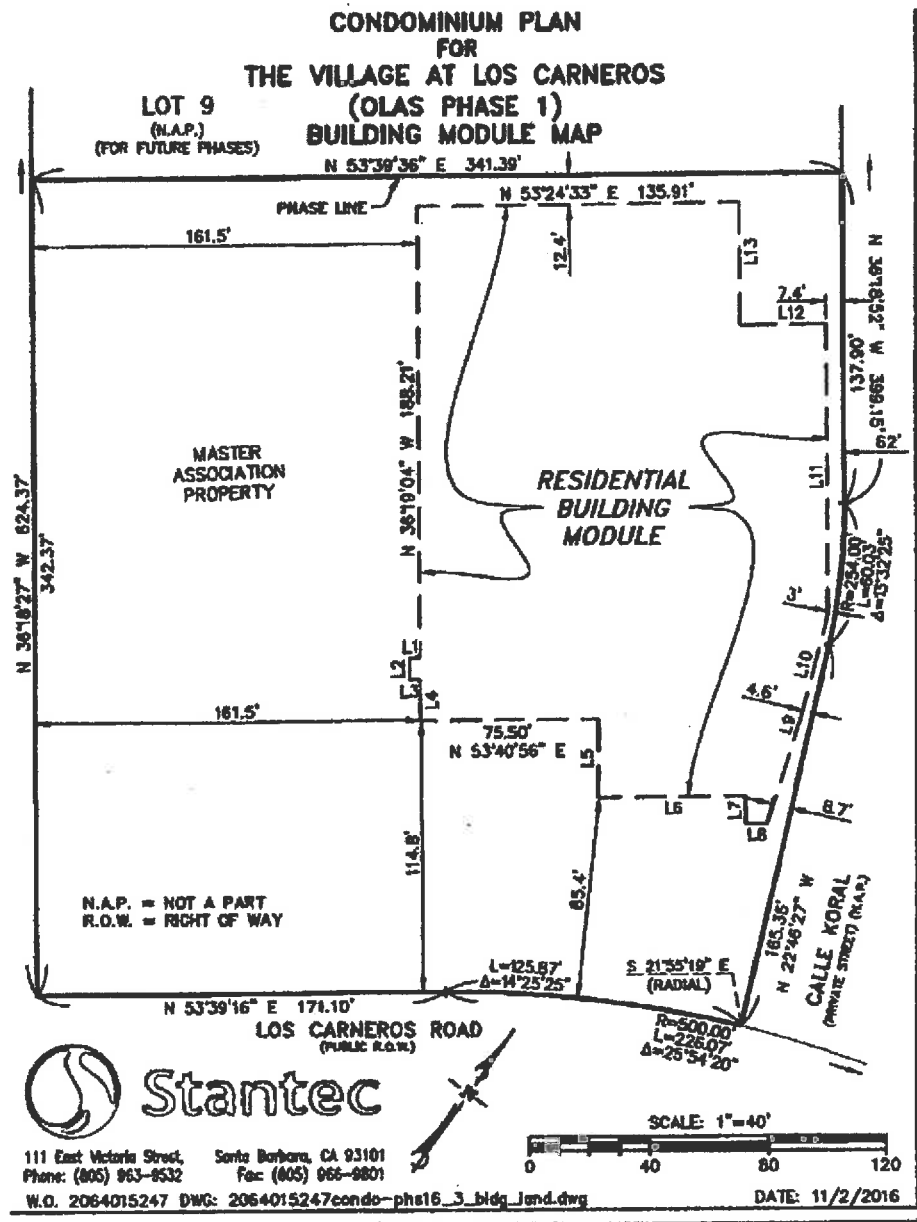 CONDOMINIUM PLAN
FOR
THE VILLAGE AT LOS CARNEROS
(OLAS PHASE 1)
BUILDING MODULE MAP
LOT 9
(N.A.P.)
(FOR FUTURE PHASES)
N 53°39'36" E 341.39'
PHASE LINE
N 53°24'33" E 135.91'
161.5'
12.4'
L13
7.4'
L12
N 36°18'52" W 399.15'
137.90'
62'
N 36°19'04" W 188.21'
MASTER
ASSOCIATION
PROPERTY
RESIDENTIAL
BUILDING
MODULE
L11
N 36°18'27" W 624.37'
342.37'
R=254.00'
L=60.03'
Δ=13°32'25"
3'
L1
L2
L3
L4
L10
4.6'
L9
161.5'
75.50'
N 53°40'56" E
L5
L6
L7
L8
8.7'
114.8'
65.4'
N.A.P. = NOT A PART
R.O.W. = RIGHT OF WAY
165.35'
N 22°46'27" W
CALLE KORAL
(PRIVATE STREET) (N.A.P.)
L=125.87'
Δ=14°25'25"
S 21°55'19" E
(RADIAL)
N 53°39'16" E 171.10'
LOS CARNEROS ROAD
(PUBLIC R.O.W.)
R=500.00'
L=226.07'
Δ=25°54'20"
Stantec
111 East Victoria Street, Santa Barbara, CA 93101
Phone: (805) 963-9532 Fax: (805) 966-9801
SCALE: 1"=40'
0 40 80 120
W.O. 2064015247 DWG: 2064015247condo-phs16_3_bldg_land.dwg DATE: 11/2/2016